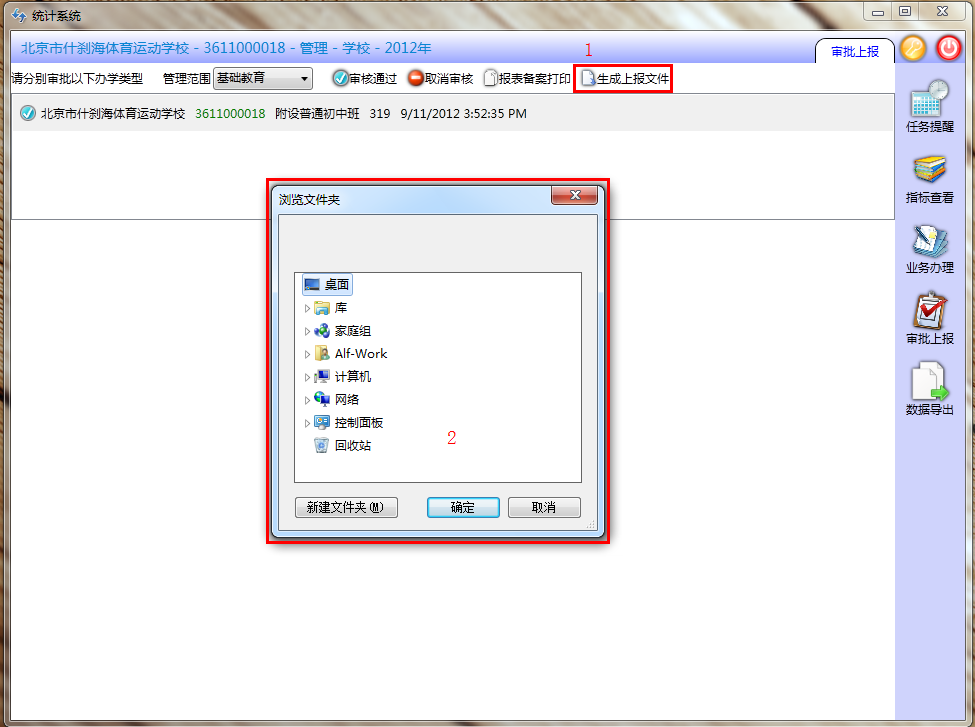 统计系统
北京市什刹海体育运动学校 - 3611000018 - 管理 - 学校 - 2012年
1
审批上报
请分别审批以下办学类型 管理范围 基础教育 审核通过 取消审核 报表备案打印 生成上报文件
北京市什刹海体育运动学校 3611000018 附设普通初中班 319 9/11/2012 3:52:35 PM
任务提醒
指标查看
业务办理
审批上报
数据导出
浏览文件夹
桌面
库
家庭组
Alf-Work
计算机
网络
控制面板
回收站
2
新建文件夹(M) 确定 取消